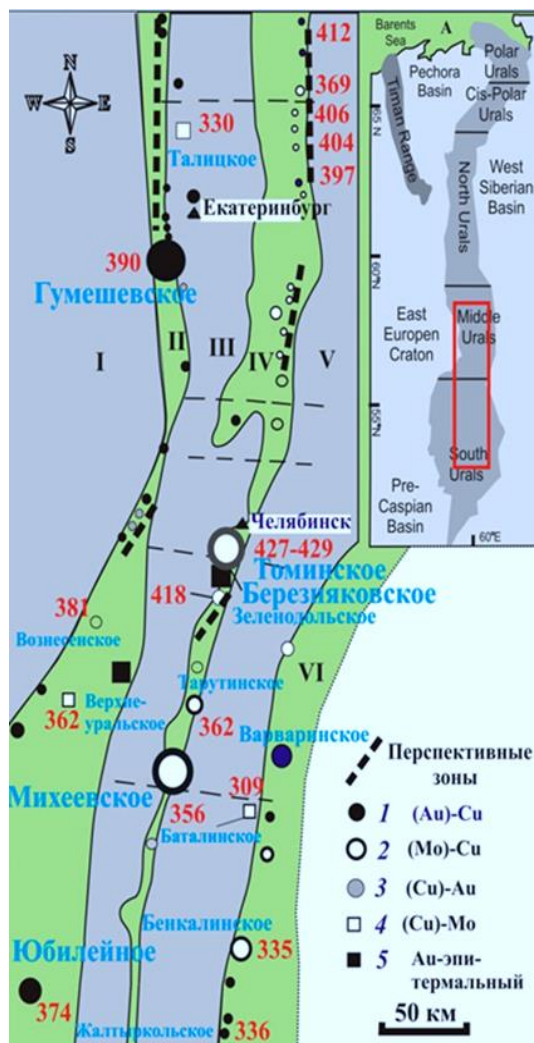 N
W E
S
412
369
406
404
397
330
Талицкое
Екатеринбург
390
Гумешевское
I
II
III
IV
V
Челябинск
427-429
Томинское
Березняковское
418
Зеленодольское
381
Вознесенское
VI
Тарутинское
Верхне-
уральское
362
362
Варваринское
Михеевское
356
309
Баталинское
Бенкалинское
335
Юбилейное
374
Жалтыркольское
336
Перспективные
зоны
1 (Au)-Cu
2 (Mo)-Cu
3 (Cu)-Au
4 (Cu)-Mo
5 Au-эпи-
термальный
50 км
A
Barents
Sea
Polar
Urals
Pechora
Basin
Cis-Polar
Urals
65 N
Timan Range
North Urals
West
Siberian
Basin
60°N
East
Europen
Craton
Middle
Urals
55°N
South
Urals
Pre-
Caspian
Basin
60°E